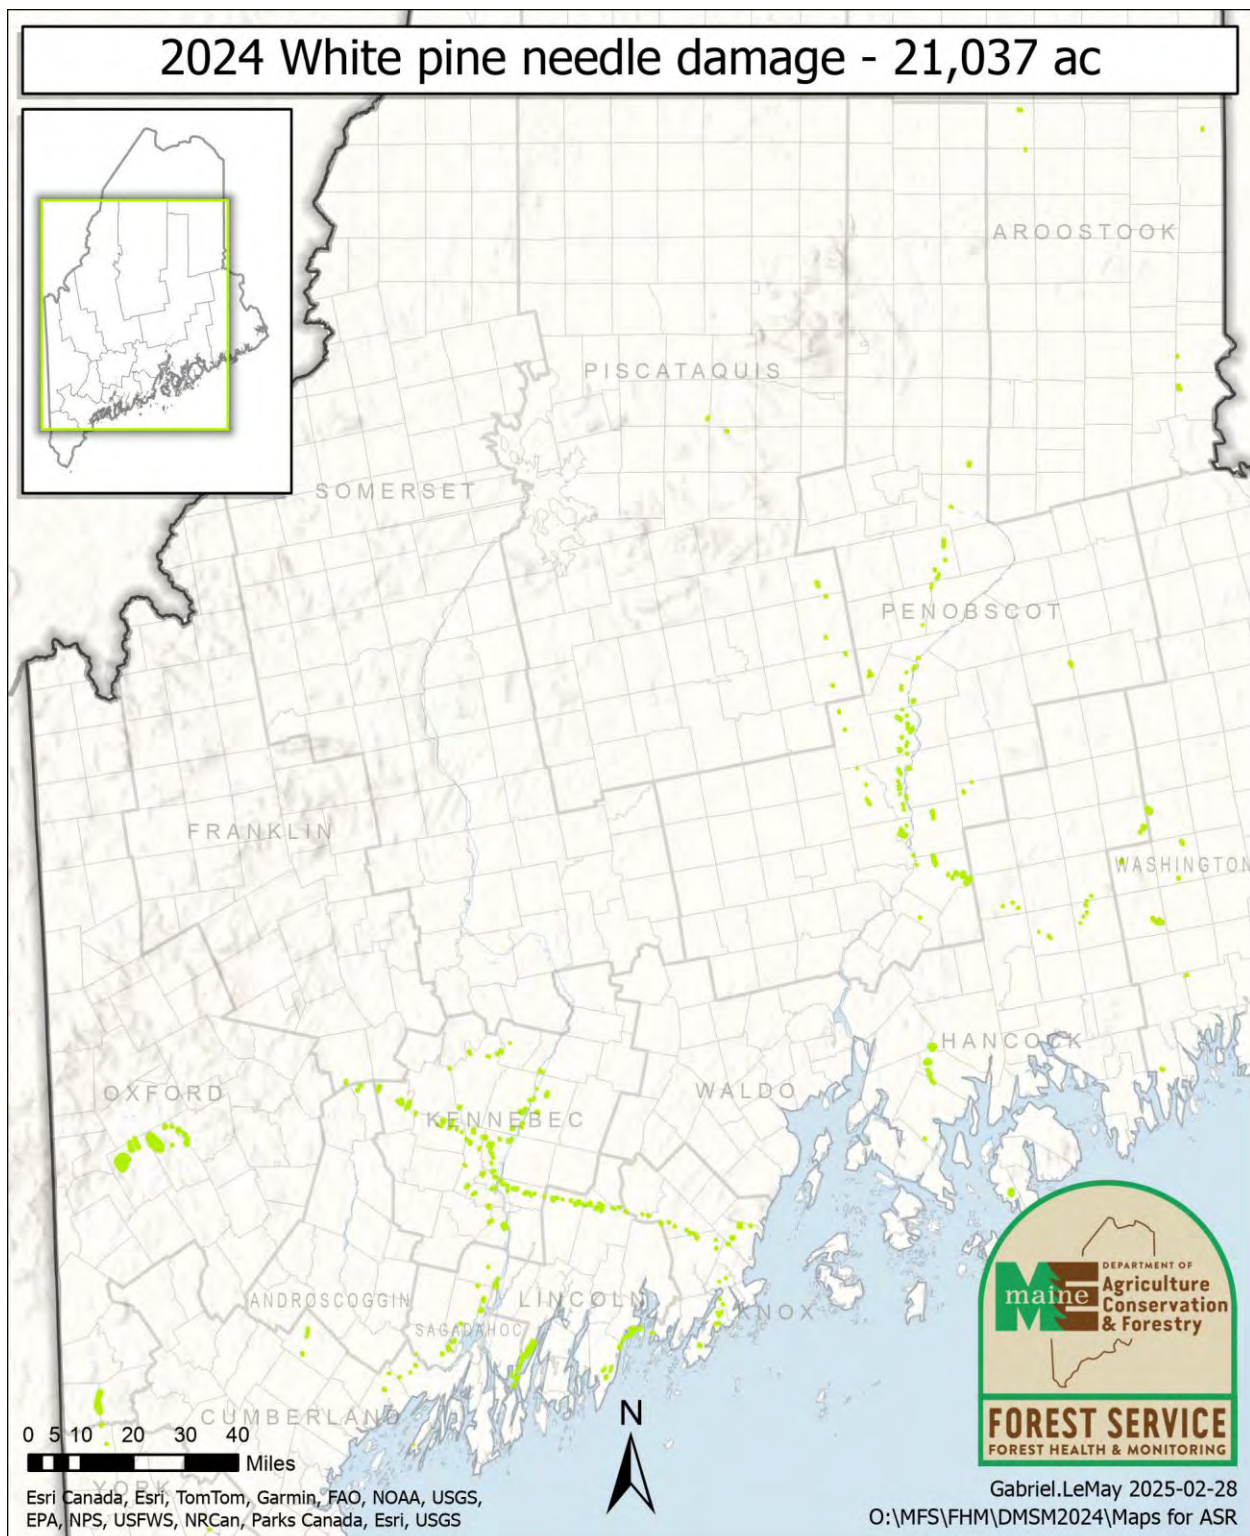 2024 White pine needle damage - 21,037 ac
AROOSTOOK
PISCATAQUIS
SOMERSET
PENOBSCOT
FRANKLIN
WASHINGTON
HANCOCK
OXFORD
WALDO
KENNEBEC
ANDROSCOGGIN
LINCOLN
KNOX
SAGADAHOC
CUMBERLAND
YORK
0 5 10 20 30 40
Miles
N
DEPARTMENT OF
maine
Agriculture
Conservation
& Forestry
FOREST SERVICE
FOREST HEALTH & MONITORING
Esri Canada, Esri, TomTom, Garmin, FAO, NOAA, USGS,
EPA, NPS, USFWS, NRCan, Parks Canada, Esri, USGS
Gabriel.LeMay 2025-02-28
O:\MFS\FHM\DMSM2024\Maps for ASR